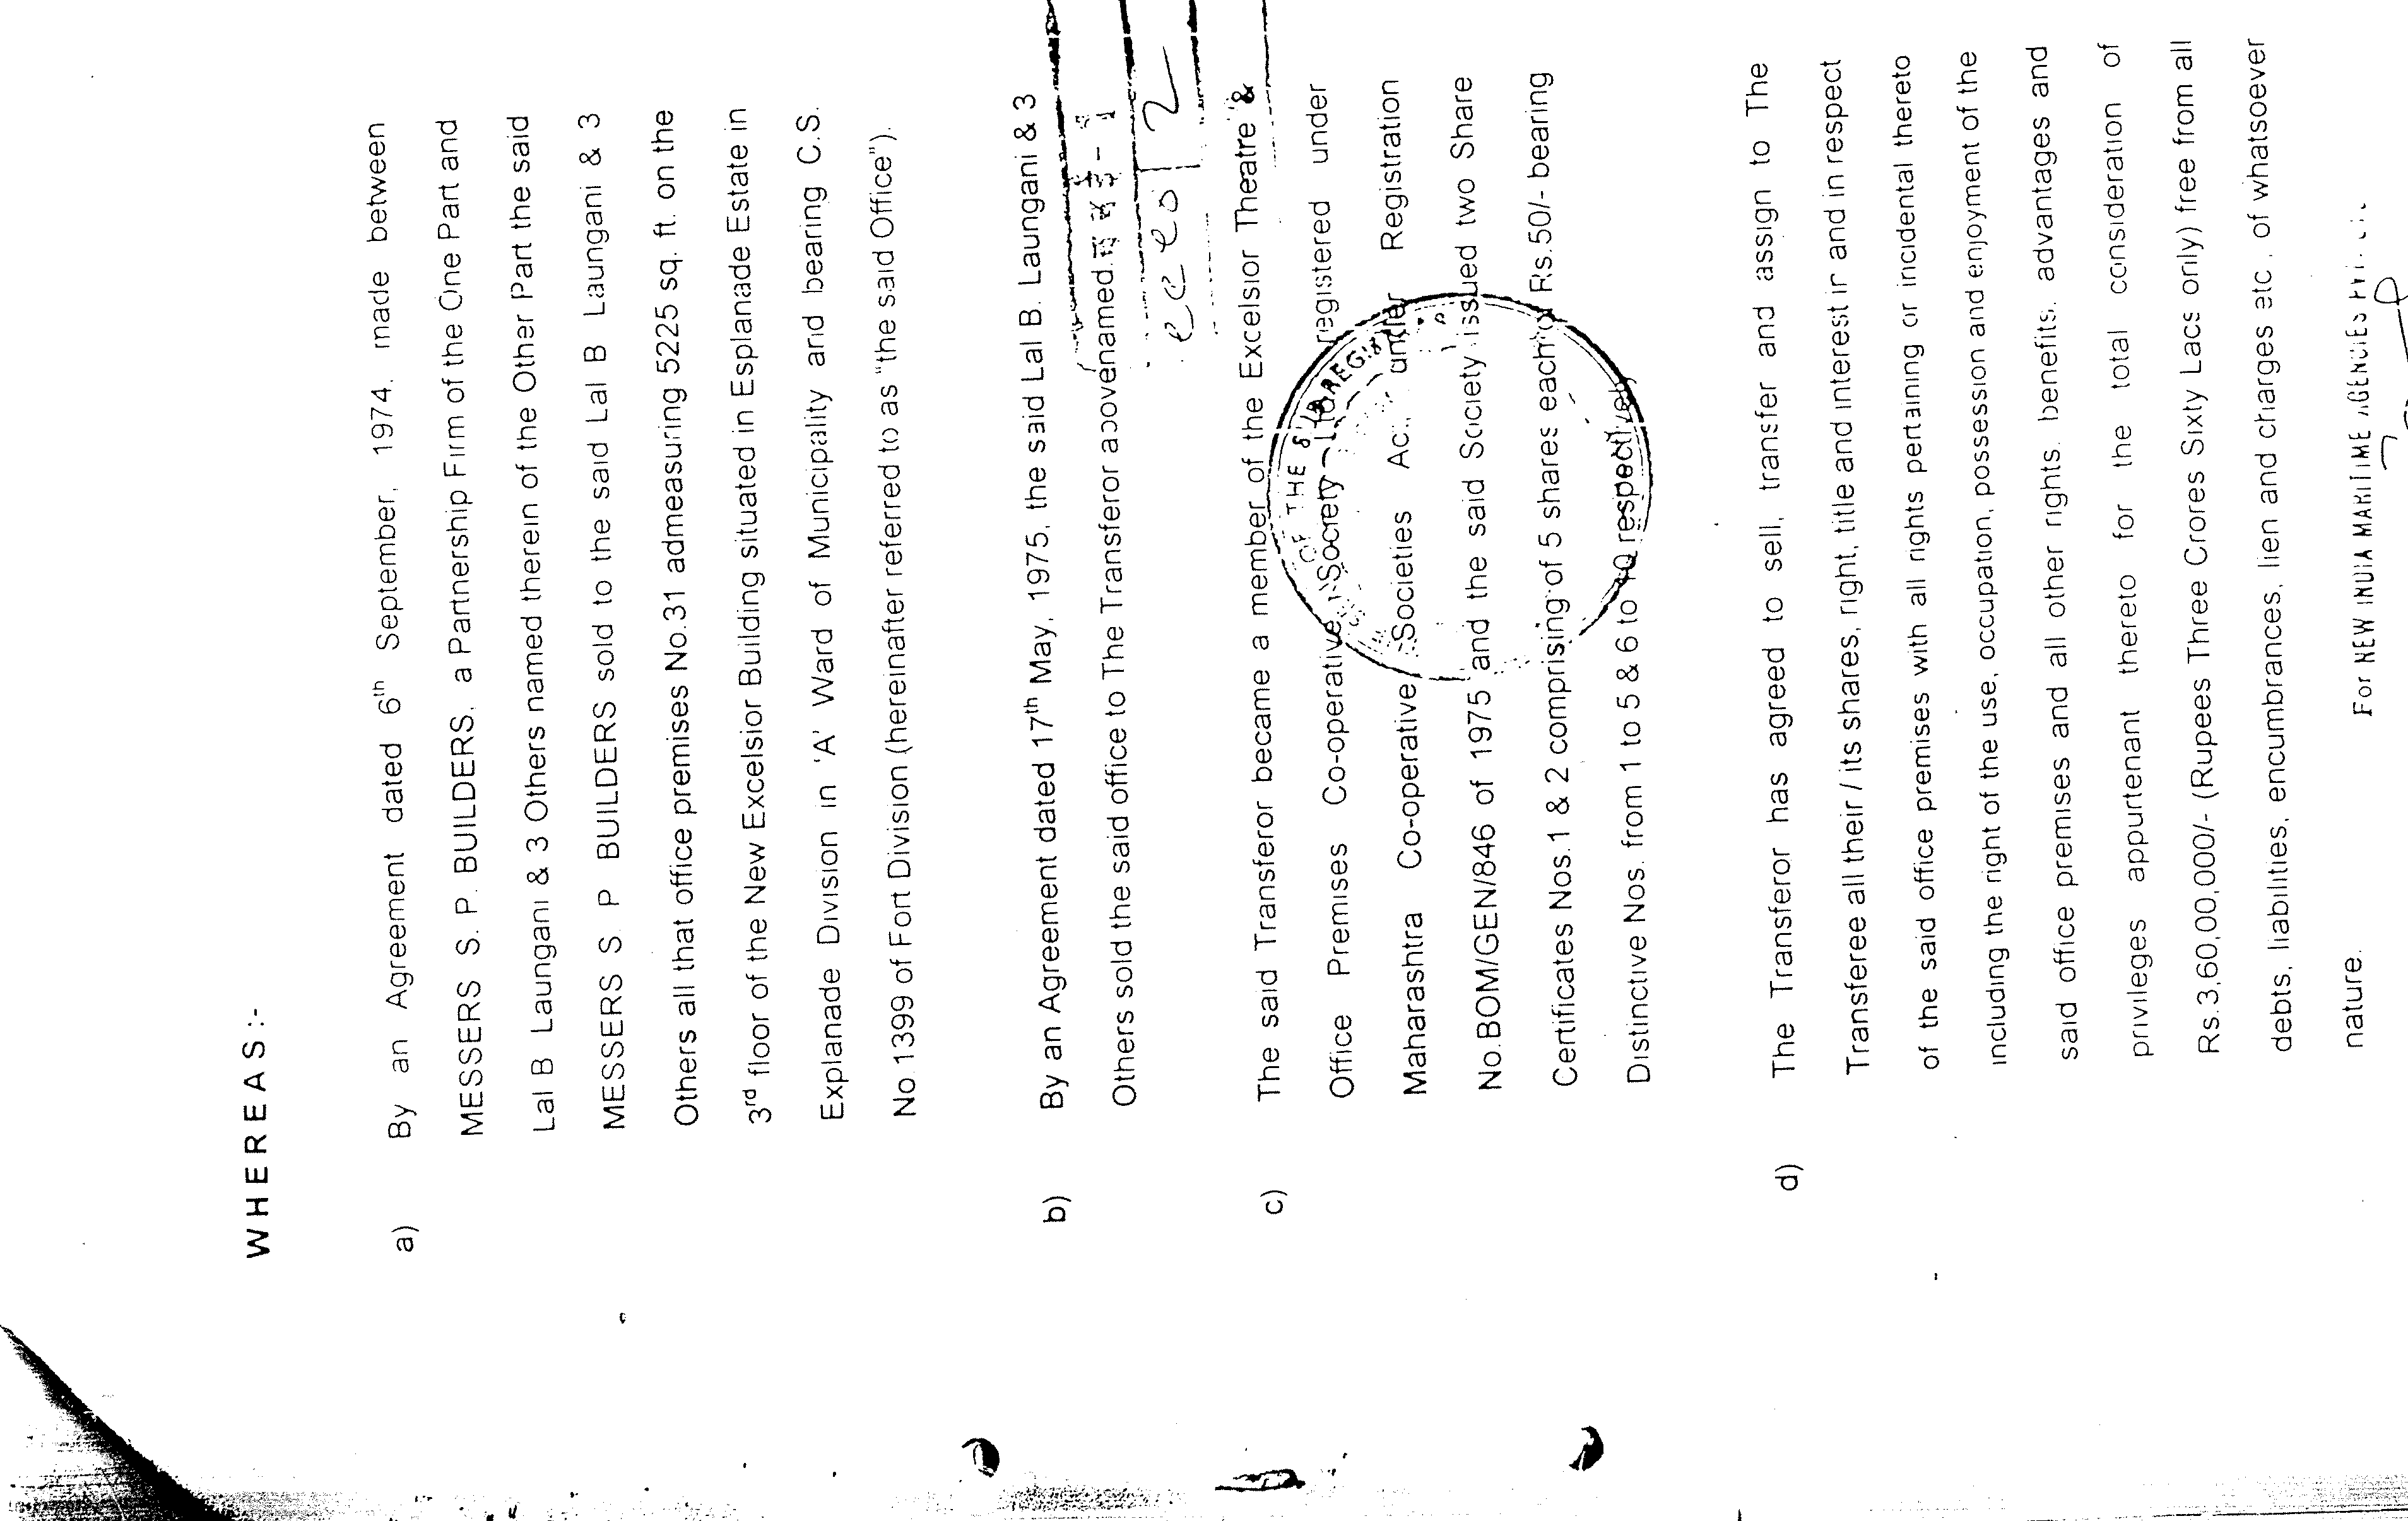 WHEREAS:-
a) By an Agreement dated 6th September, 1974, made between
MESSERS S. P. BUILDERS, a Partnership Firm of the One Part and
Lal B Laungani & 3 Others named therein of the Other Part the said
MESSERS S. P BUILDERS sold to the said Lal B Laungani & 3
Others all that office premises No.31 admeasuring 5225 sq. ft. on the
3rd floor of the New Excelsior Building situated in Esplanade Estate in
Explanade Division in 'A' Ward of Municipality and bearing C.S.
No.1399 of Fort Division (hereinafter referred to as "the said Office").
b) By an Agreement dated 17th May, 1975, the said Lal B. Laungani & 3
Others sold the said office to The Transferor abovenamed.
c) The said Transferor became a member of the Excelsior Theatre &
Office Premises Co-operative Society Ltd., registered under
Maharashtra Co-operative Societies Act, under Registration
No.BOM/GEN/846 of 1975 and the said Society issued two Share
Certificates Nos.1 & 2 comprising of 5 shares each of Rs.50/- bearing
Distinctive Nos. from 1 to 5 & 6 to 10 respectively)
OF THE SUB REGIS
d) The Transferor has agreed to sell, transfer and assign to The
Transferee all their / its shares, right, title and interest in and in respect
of the said office premises with all rights pertaining or incidental thereto
including the right of the use, occupation, possession and enjoyment of the
said office premises and all other rights, benefits, advantages and
privileges appurtenant thereto for the total consideration of
Rs.3,60,00,000/- (Rupees Three Crores Sixty Lacs only) free from all
debts, liabilities, encumbrances, lien and charges etc., of whatsoever
nature.
For NEW INDIA MARITIME AGENCIES PVT. LTD.